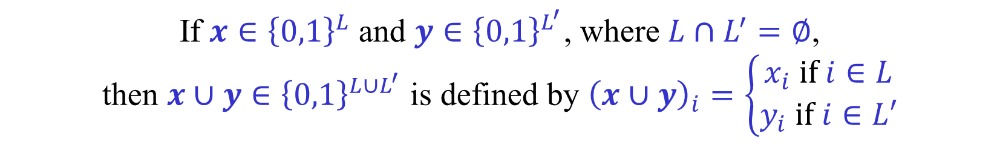 If x ∈ {0,1}^L and y ∈ {0,1}^L′, where L ∩ L′ = ∅,
then x ∪ y ∈ {0,1}^L∪L′ is defined by (x ∪ y)_i = { x_i if i ∈ L
y_i if i ∈ L′